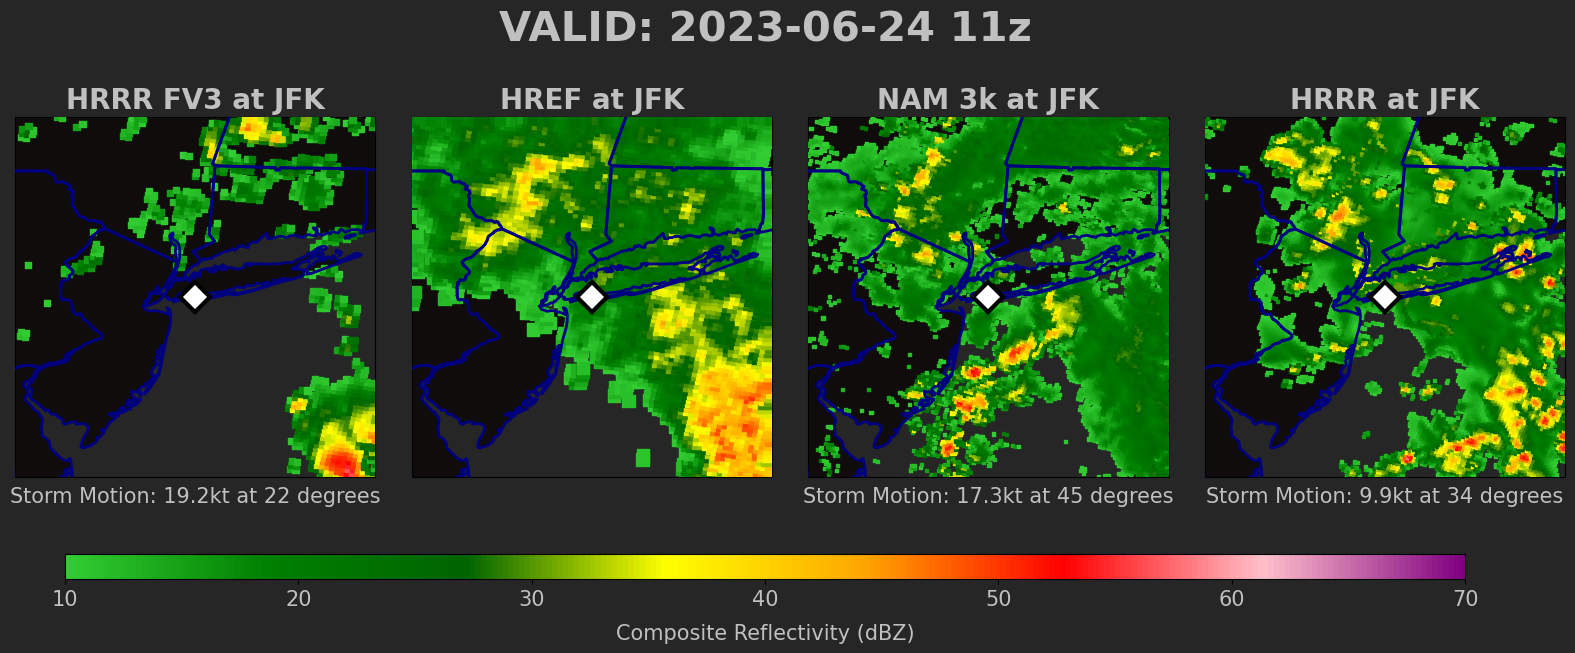 VALID: 2023-06-24 11z
HRRR FV3 at JFK
HREF at JFK
NAM 3k at JFK
HRRR at JFK
Storm Motion: 19.2kt at 22 degrees
Storm Motion: 17.3kt at 45 degrees
Storm Motion: 9.9kt at 34 degrees
10 20 30 40 50 60 70
Composite Reflectivity (dBZ)